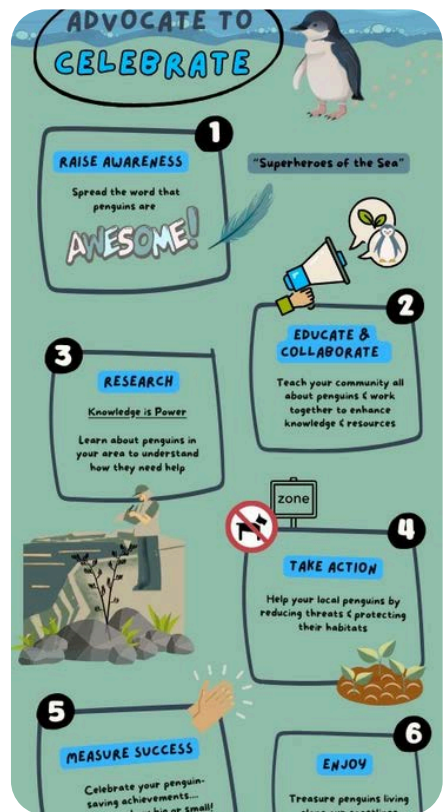 ADVOCATE TO
CELEBRATE
1
RAISE AWARENESS
Spread the word that
penguins are
AWESOME!
"Superheroes of the Sea"
2
EDUCATE &
COLLABORATE
Teach your community all
about penguins & work
together to enhance
knowledge & resources
3
RESEARCH
Knowledge is Power
Learn about penguins in
your area to understand
how they need help
zone
4
TAKE ACTION
Help your local penguins by
reducing threats & protecting
their habitats
5
MEASURE SUCCESS
Celebrate your penguin-
saving achievements....
big or small!
6
ENJOY
Treasure penguins living
along our